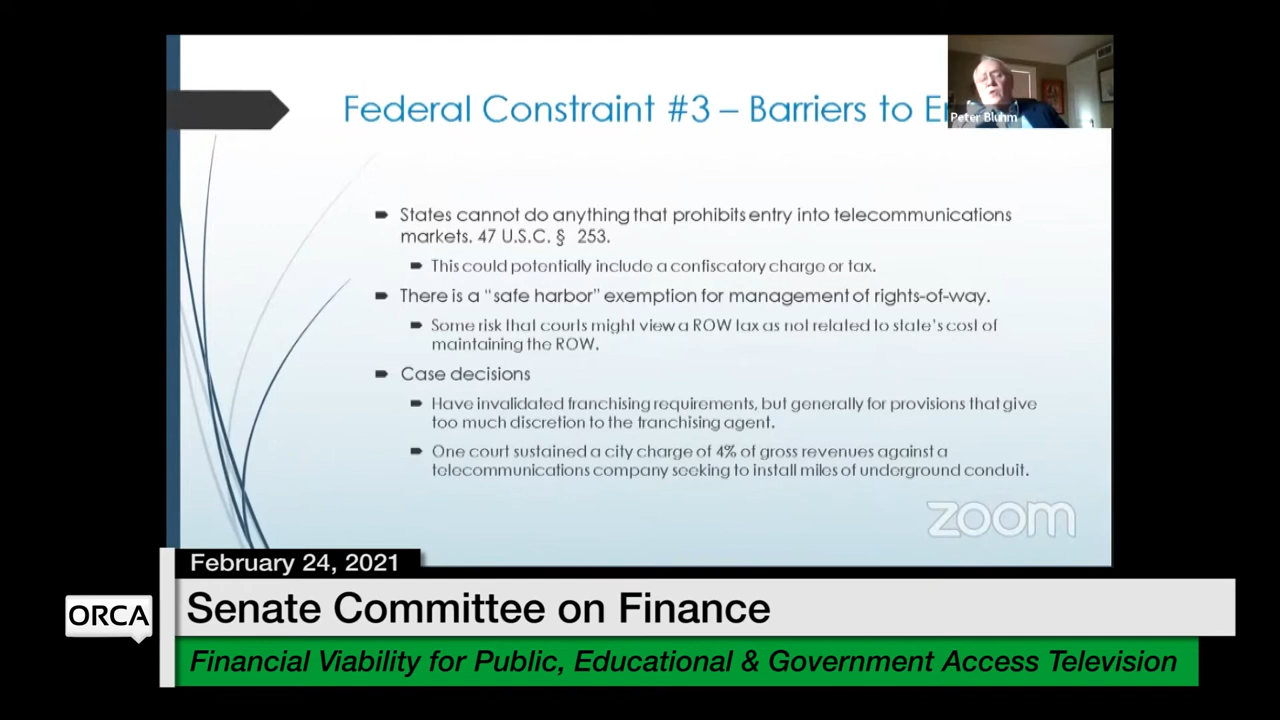 Federal Constraint #3 – Barriers to
Peter Bluhm
States cannot do anything that prohibits entry into telecommunications
markets. 47 U.S.C. § 253.
This could potentially include a confiscatory charge or tax.
There is a “safe harbor” exemption for management of rights-of-way.
Some risk that courts might view a ROW tax as not related to state’s cost of
maintaining the ROW.
Case decisions
Have invalidated franchising requirements, but generally for provisions that give
too much discretion to the franchising agent.
One court sustained a city charge of 4% of gross revenues against a
telecommunications company seeking to install miles of underground conduit.
zoom
February 24, 2021
ORCA
Senate Committee on Finance
Financial Viability for Public, Educational & Government Access Television